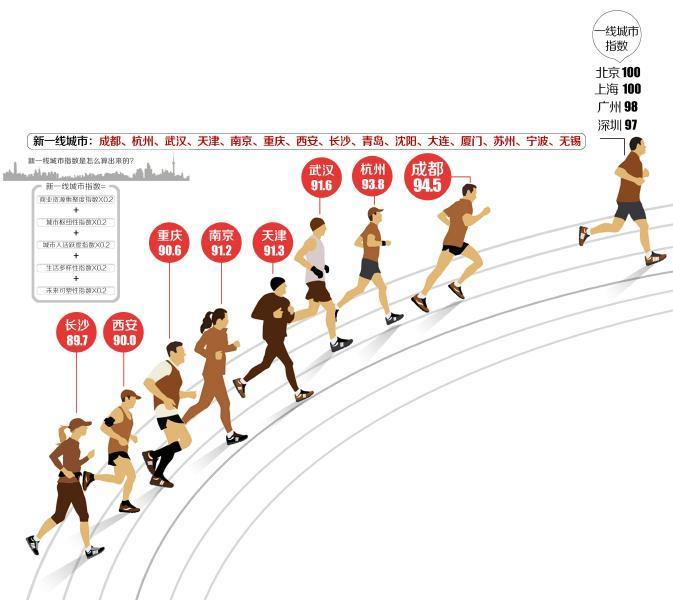 一线城市
指数
北京 100
上海 100
广州 98
深圳 97
新一线城市：成都、杭州、武汉、天津、南京、重庆、西安、长沙、青岛、沈阳、大连、厦门、苏州、宁波、无锡
新一线城市指数是怎么算出来的?
新一线城市指数=
商业资源集聚度指数X0.2
+
城市枢纽性指数X0.2
+
城市人活跃度指数X0.2
+
生活多样性指数X0.2
+
未来可塑性指数X0.2
成都
94.5
杭州
93.8
武汉
91.6
天津
91.3
南京
91.2
重庆
90.6
西安
90.0
长沙
89.7